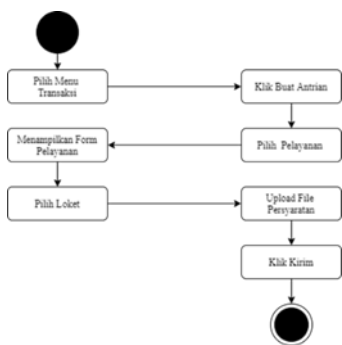 Pilih Menu
Transaksi
Klik Buat Antrian
Menampilkan Form
Pelayanan
Pilih Pelayanan
Pilih Loket
Upload File
Persyaratan
Klik Kirim